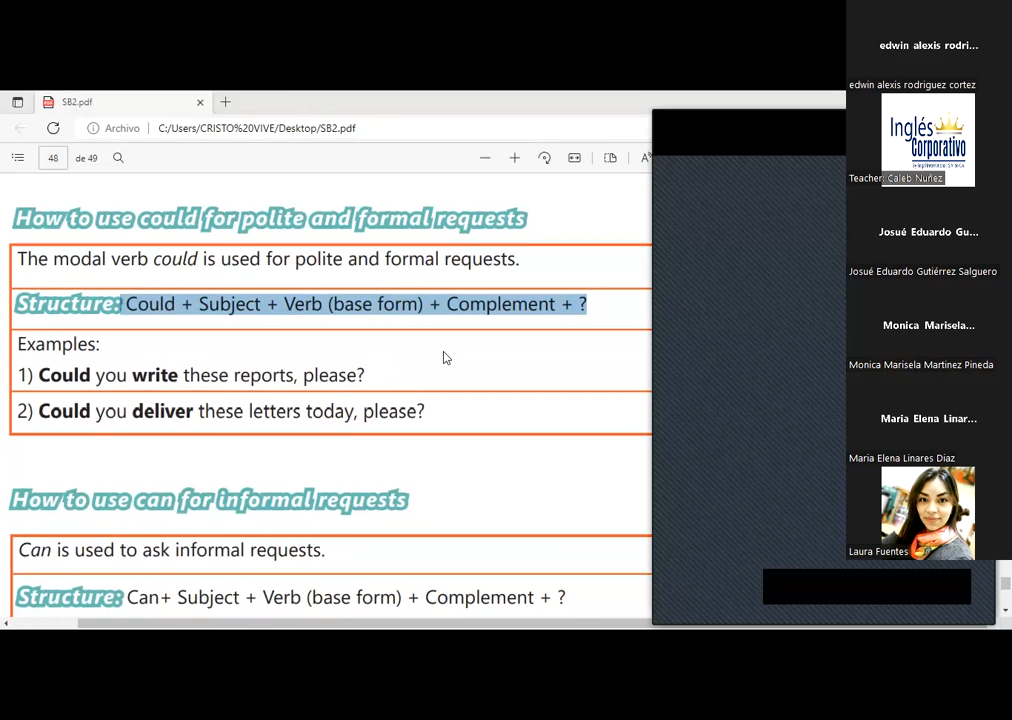 SB2.pdf
Archivo
C:/Users/CRISTO%20VIVE/Desktop/SB2.pdf
48 de 49
How to use could for polite and formal requests
The modal verb could is used for polite and formal requests.
Structure: Could + Subject + Verb (base form) + Complement + ?
Examples:
1) Could you write these reports, please?
2) Could you deliver these letters today, please?
How to use can for informal requests
Can is used to ask informal requests.
Structure: Can+ Subject + Verb (base form) + Complement + ?
edwin alexis rodri...
edwin alexis rodriguez cortez
Inglés
Corporativo
Teacher: Caleb Nuñez
Josué Eduardo Gu...
Josué Eduardo Gutiérrez Salguero
Monica Marisela...
Monica Marisela Martinez Pineda
Maria Elena Linar...
Maria Elena Linares Diaz
Laura Fuentes